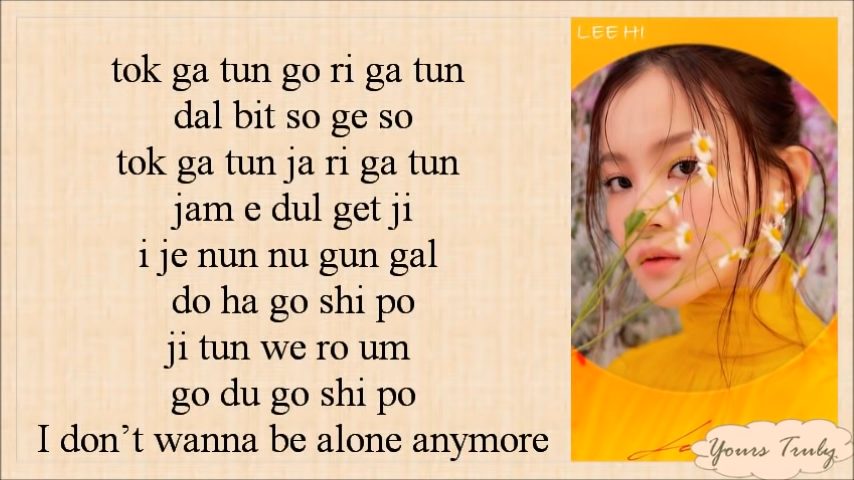 LEE HI
tok ga tun go ri ga tun
dal bit so ge so
tok ga tun ja ri ga tun
jam e dul get ji
i je nun nu gun gal
do ha go shi po
ji tun we ro um
go du go shi po
I don’t wanna be alone anymore
Yours Truly